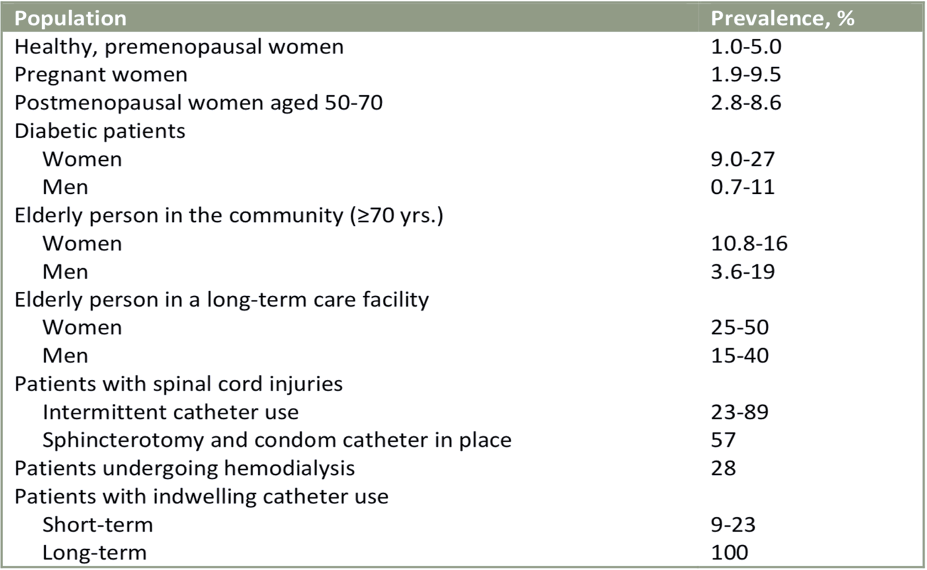 Population Prevalence, %
Healthy, premenopausal women 1.0-5.0
Pregnant women 1.9-9.5
Postmenopausal women aged 50-70 2.8-8.6
Diabetic patients
Women 9.0-27
Men 0.7-11
Elderly person in the community (≥70 yrs.)
Women 10.8-16
Men 3.6-19
Elderly person in a long-term care facility
Women 25-50
Men 15-40
Patients with spinal cord injuries
Intermittent catheter use 23-89
Sphincterotomy and condom catheter in place 57
Patients undergoing hemodialysis 28
Patients with indwelling catheter use
Short-term 9-23
Long-term 100